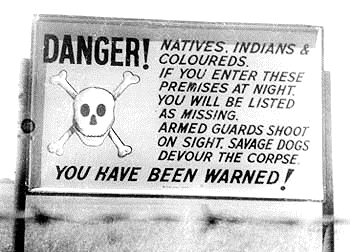 DANGER! NATIVES, INDIANS &
COLOUREDS.
IF YOU ENTER THESE
PREMISES AT NIGHT,
YOU WILL BE LISTED
AS MISSING.
ARMED GUARDS SHOOT
ON SIGHT. SAVAGE DOGS
DEVOUR THE CORPSE.
YOU HAVE BEEN WARNED!